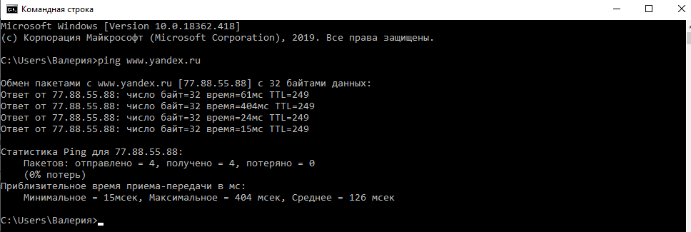 Командная строка
Microsoft Windows [Version 10.0.18362.418]
(c) Корпорация Майкрософт (Microsoft Corporation), 2019. Все права защищены.
C:\Users\Валерия>ping www.yandex.ru
Обмен пакетами с www.yandex.ru [77.88.55.88] с 32 байтами данных:
Ответ от 77.88.55.88: число байт=32 время=61мс TTL=249
Ответ от 77.88.55.88: число байт=32 время=404мс TTL=249
Ответ от 77.88.55.88: число байт=32 время=24мс TTL=249
Ответ от 77.88.55.88: число байт=32 время=15мс TTL=249
Статистика Ping для 77.88.55.88:
Пакетов: отправлено = 4, получено = 4, потеряно = 0
(0% потерь)
Приблизительное время приема-передачи в мс:
Минимальное = 15мсек, Максимальное = 404 мсек, Среднее = 126 мсек
C:\Users\Валерия>